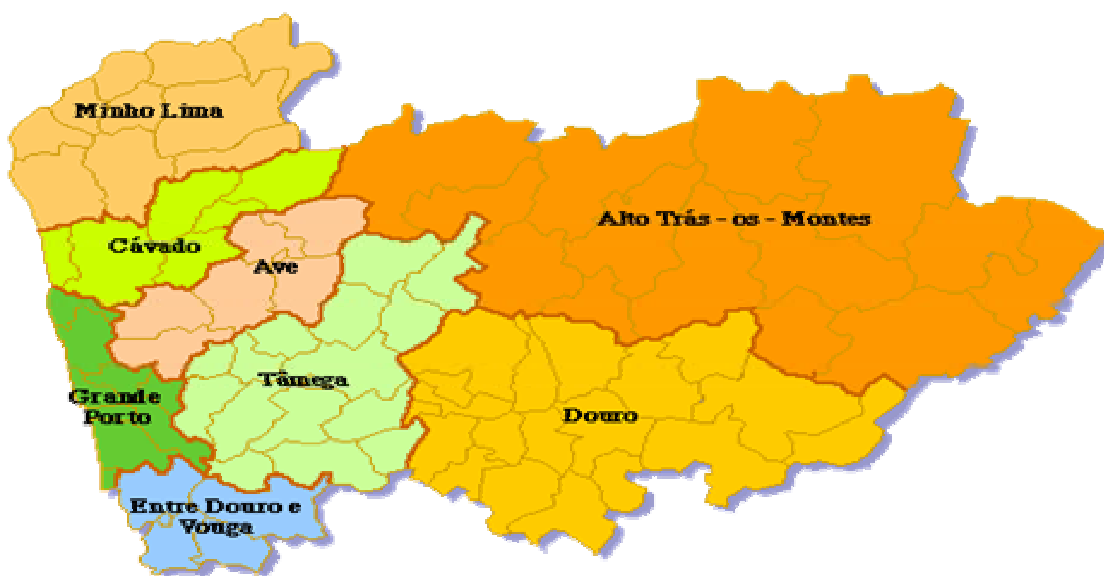 Minho Lima
Alto Trás - os - Montes
Cávado
Ave
Tâmega
Grande
Porto
Douro
Entre Douro e
Vouga